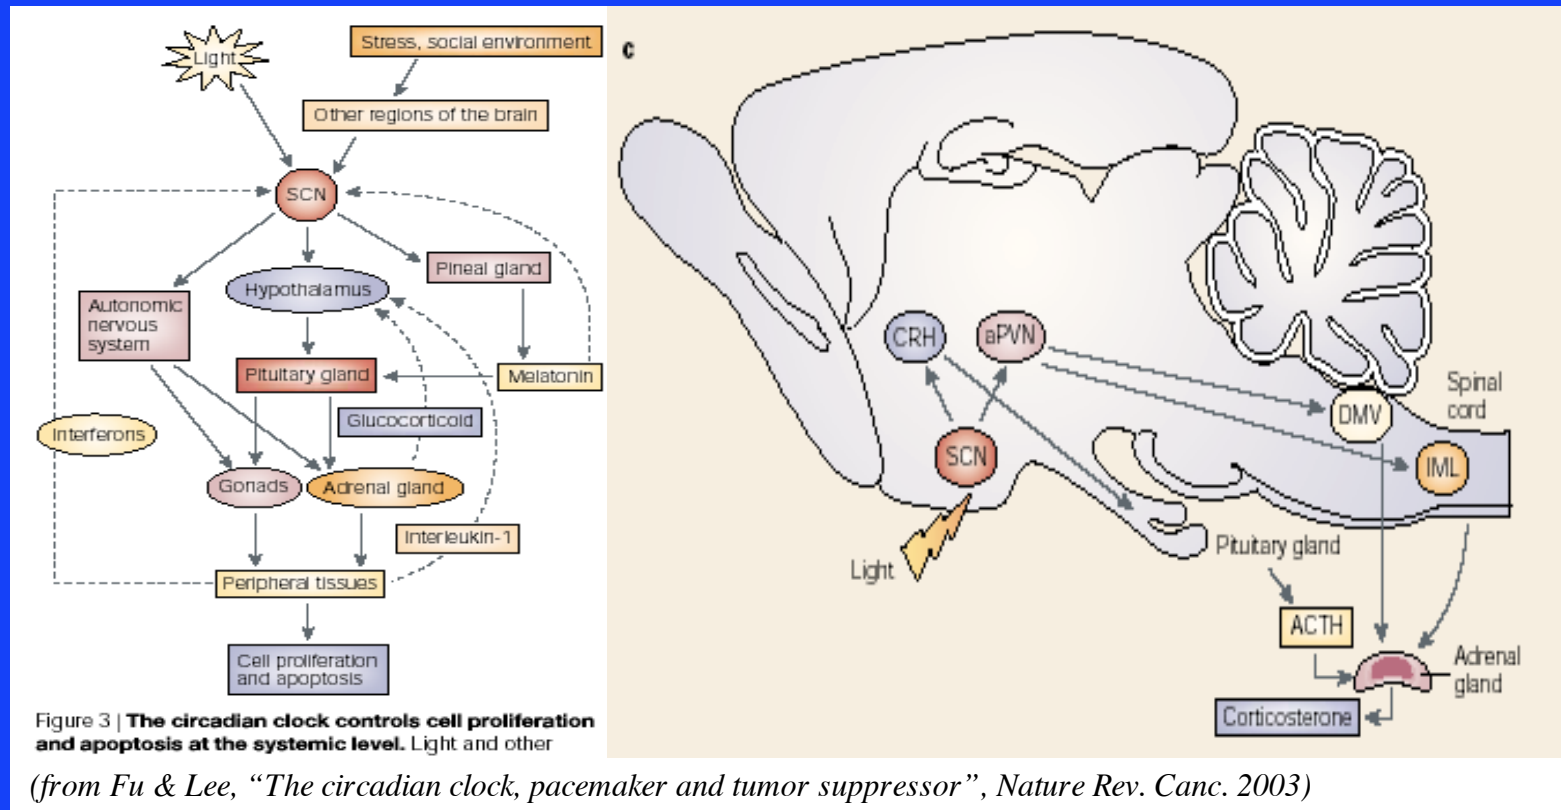 Light
Stress, social environment
Other regions of the brain
SCN
Pineal gland
Hypothalamus
Autonomic
nervous
system
Pituitary gland
Melatonin
Glucocorticoid
Interferons
Gonads
Adrenal gland
Interleukin-1
Peripheral tissues
Cell proliferation
and apoptosis
Figure 3 | The circadian clock controls cell proliferation
and apoptosis at the systemic level. Light and other
c
CRH
aPVN
SCN
Light
DMV
Spinal
cord
IML
Pituitary gland
ACTH
Adrenal
gland
Corticosterone
(from Fu & Lee, “The circadian clock, pacemaker and tumor suppressor”, Nature Rev. Canc. 2003)